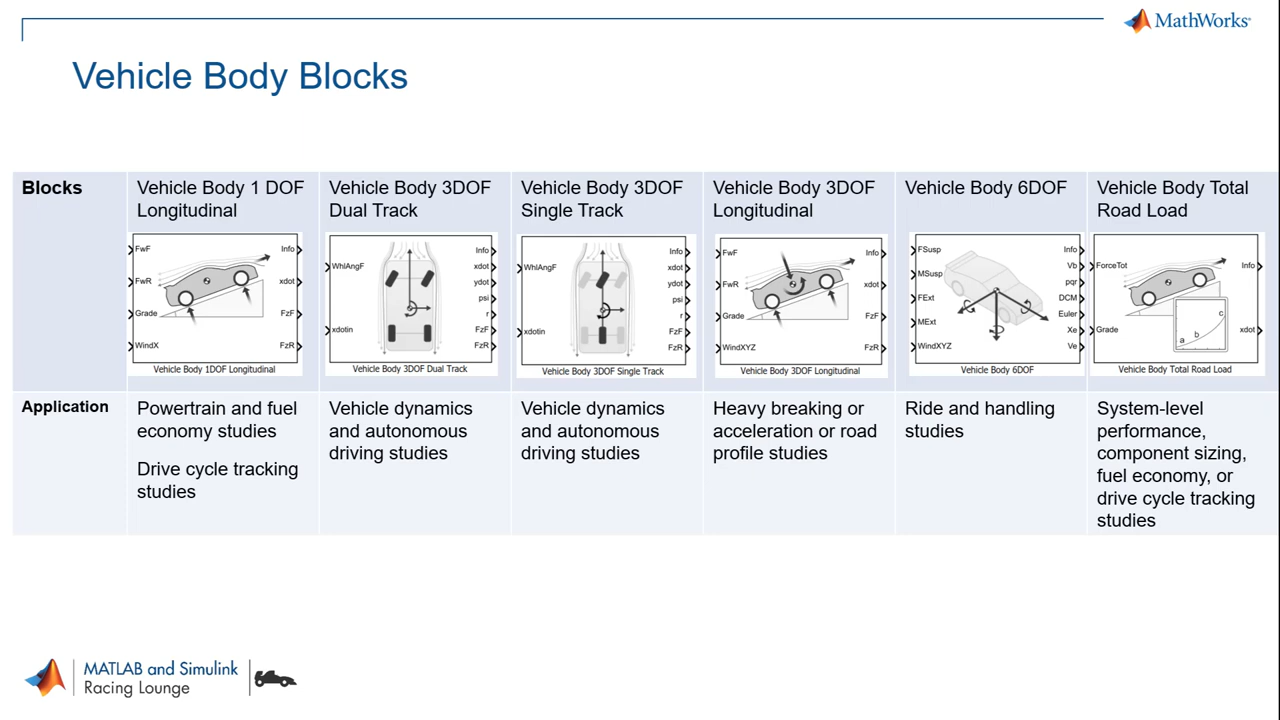 MathWorks®
Vehicle Body Blocks
Blocks
Vehicle Body 1 DOF
Longitudinal
Vehicle Body 3DOF
Dual Track
Vehicle Body 3DOF
Single Track
Vehicle Body 3DOF
Longitudinal
Vehicle Body 6DOF
Vehicle Body Total
Road Load
FwF
FwR
Grade
WindX
Info
xdot
FzF
FzR
Vehicle Body 1DOF Longitudinal
WhlAngF
xdotin
Info
xdot
ydot
psi
r
FzF
FzR
Vehicle Body 3DOF Dual Track
WhlAngF
xdotin
Info
xdot
ydot
psi
r
FzF
FzR
Vehicle Body 3DOF Single Track
FwF
FwR
Grade
WindXYZ
Info
xdot
FzF
FzR
Vehicle Body 3DOF Longitudinal
FSusp
MSusp
FExt
MExt
WindXYZ
Info
Vb
pqr
DCM
Euler
Xe
Ve
Vehicle Body 6DOF
ForceTot
Grade
a
b
c
Info
xdot
Vehicle Body Total Road Load
Application
Powertrain and fuel
economy studies
Drive cycle tracking
studies
Vehicle dynamics
and autonomous
driving studies
Vehicle dynamics
and autonomous
driving studies
Heavy breaking or
acceleration or road
profile studies
Ride and handling
studies
System-level
performance,
component sizing,
fuel economy, or
drive cycle tracking
studies
MATLAB and Simulink
Racing Lounge